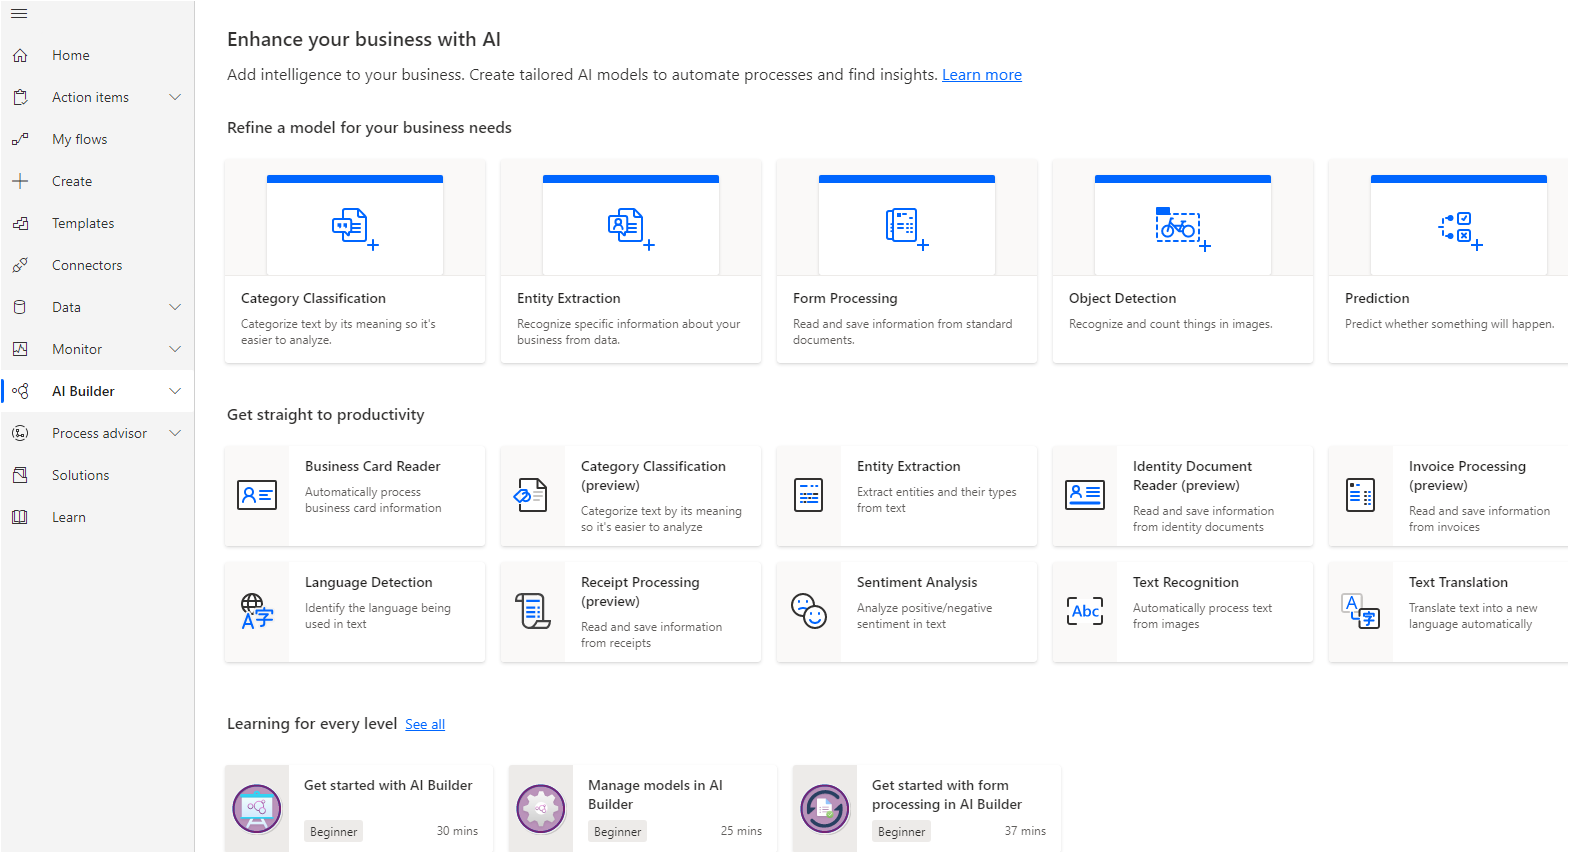 Home
Action items
My flows
Create
Templates
Connectors
Data
Monitor
AI Builder
Process advisor
Solutions
Learn
Enhance your business with AI
Add intelligence to your business. Create tailored AI models to automate processes and find insights. Learn more
Refine a model for your business needs
Category Classification
Categorize text by its meaning so it's
easier to analyze.
Entity Extraction
Recognize specific information about your
business from data.
Form Processing
Read and save information from standard
documents.
Object Detection
Recognize and count things in images.
Prediction
Predict whether something will happen.
Get straight to productivity
Business Card Reader
Automatically process
business card information
Category Classification
(preview)
Categorize text by its meaning
so it's easier to analyze
Entity Extraction
Extract entities and their types
from text
Identity Document
Reader (preview)
Read and save information
from identity documents
Invoice Processing
(preview)
Read and save information
from invoices
A字
Language Detection
Identify the language being
used in text
Receipt Processing
(preview)
Read and save information
from receipts
Sentiment Analysis
Analyze positive/negative
sentiment in text
Abc
Text Recognition
Automatically process text
from images
A
字
Text Translation
Translate text into a new
language automatically
Learning for every level See all
Get started with AI Builder
Beginner 30 mins
Manage models in AI
Builder
Beginner 25 mins
Get started with form
processing in AI Builder
Beginner 37 mins